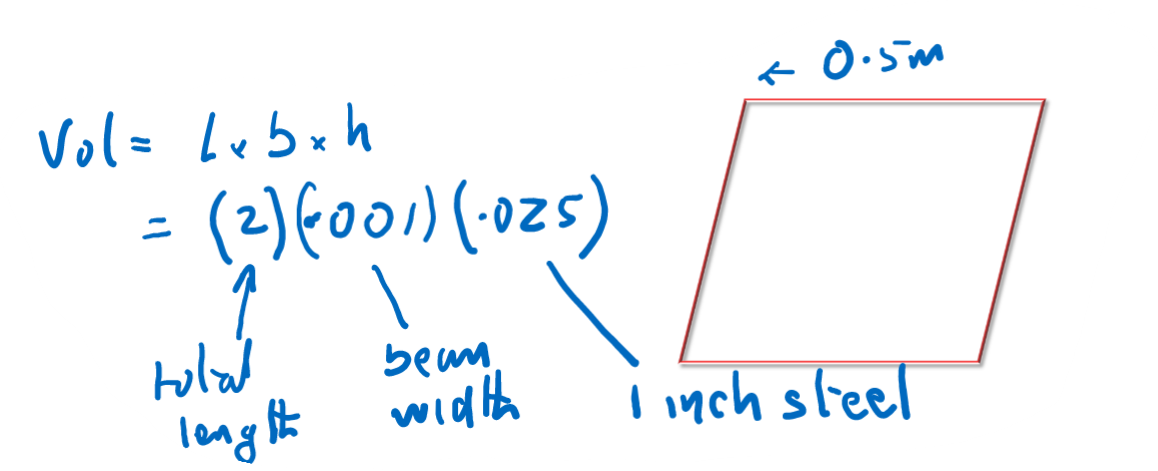 ← 0.5m
Vol = L x b x h
= (2)(.001)(.025)
total
length
beam
width
1 inch steel